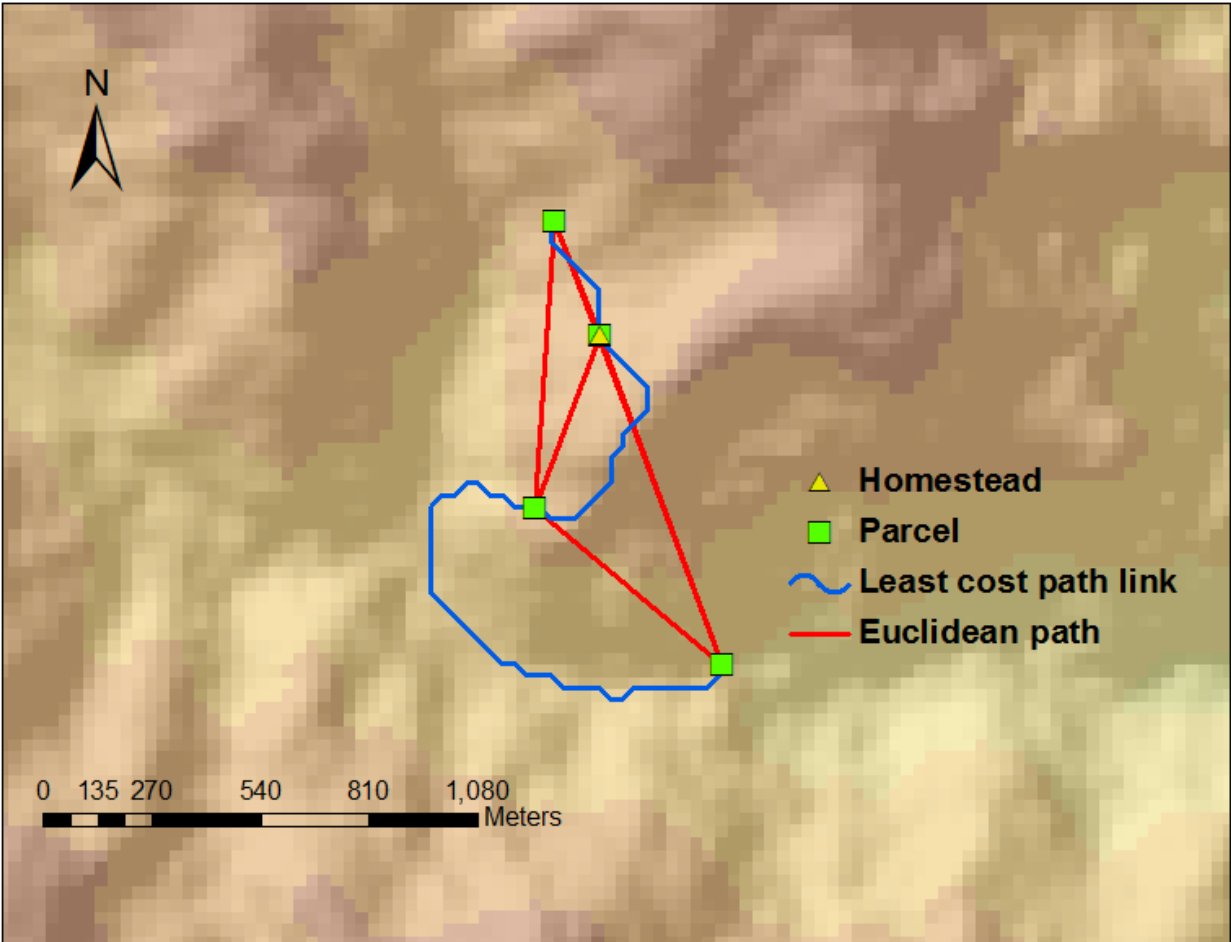 N
Homestead
Parcel
Least cost path link
Euclidean path
0 135 270 540 810 1,080
Meters